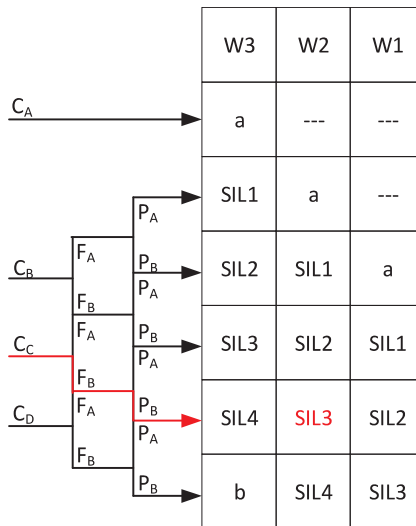 W3 W2 W1
C_A a --- ---
P_A SIL1 a ---
F_A
C_B P_B SIL2 SIL1 a
F_B P_A
F_A P_B SIL3 SIL2 SIL1
C_C P_A
F_B
F_A P_B SIL4 SIL3 SIL2
C_D P_A
F_B
P_B b SIL4 SIL3